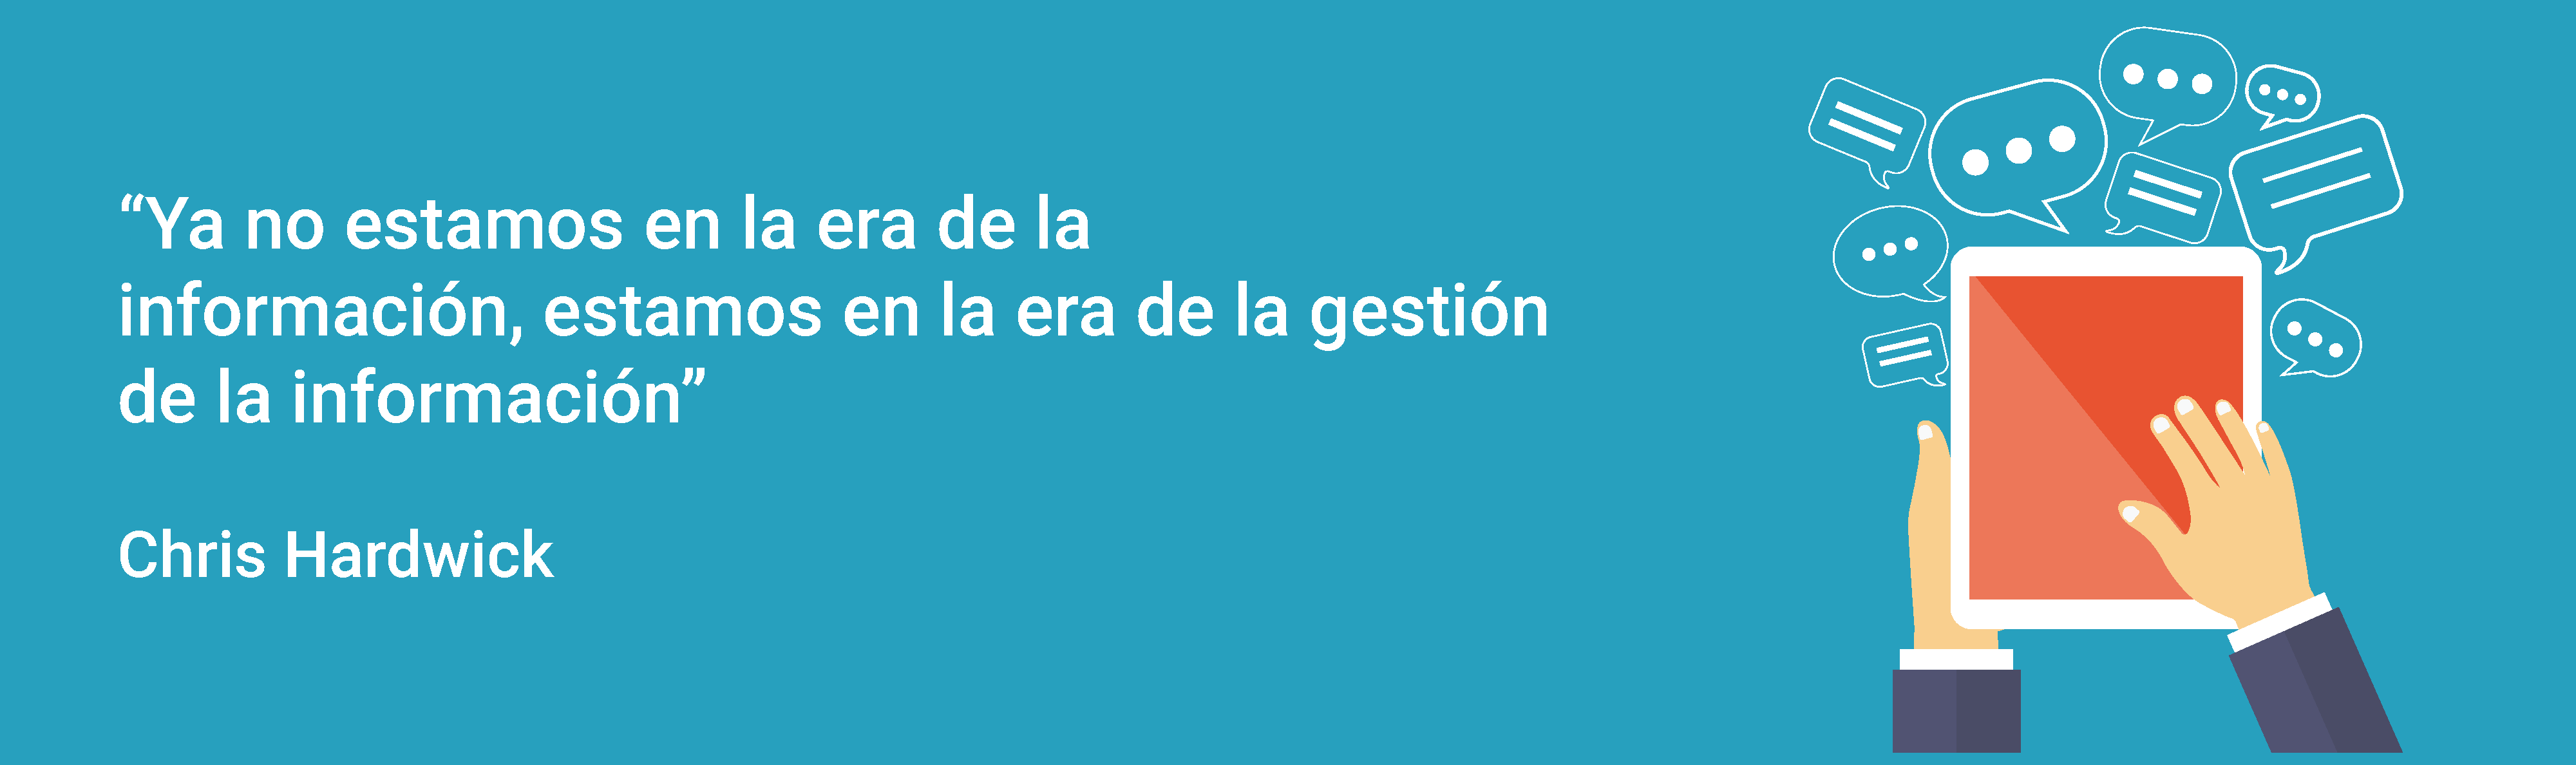 “Ya no estamos en la era de la
información, estamos en la era de la gestión
de la información”
Chris Hardwick